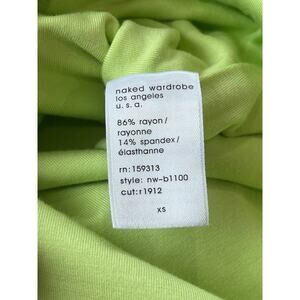 naked wardrobe
los angeles
u. s. a.
86% rayon /
rayonne
14% spandex /
élasthanne
rn: 159313
style: nw-b1100
cut: r1912
xs